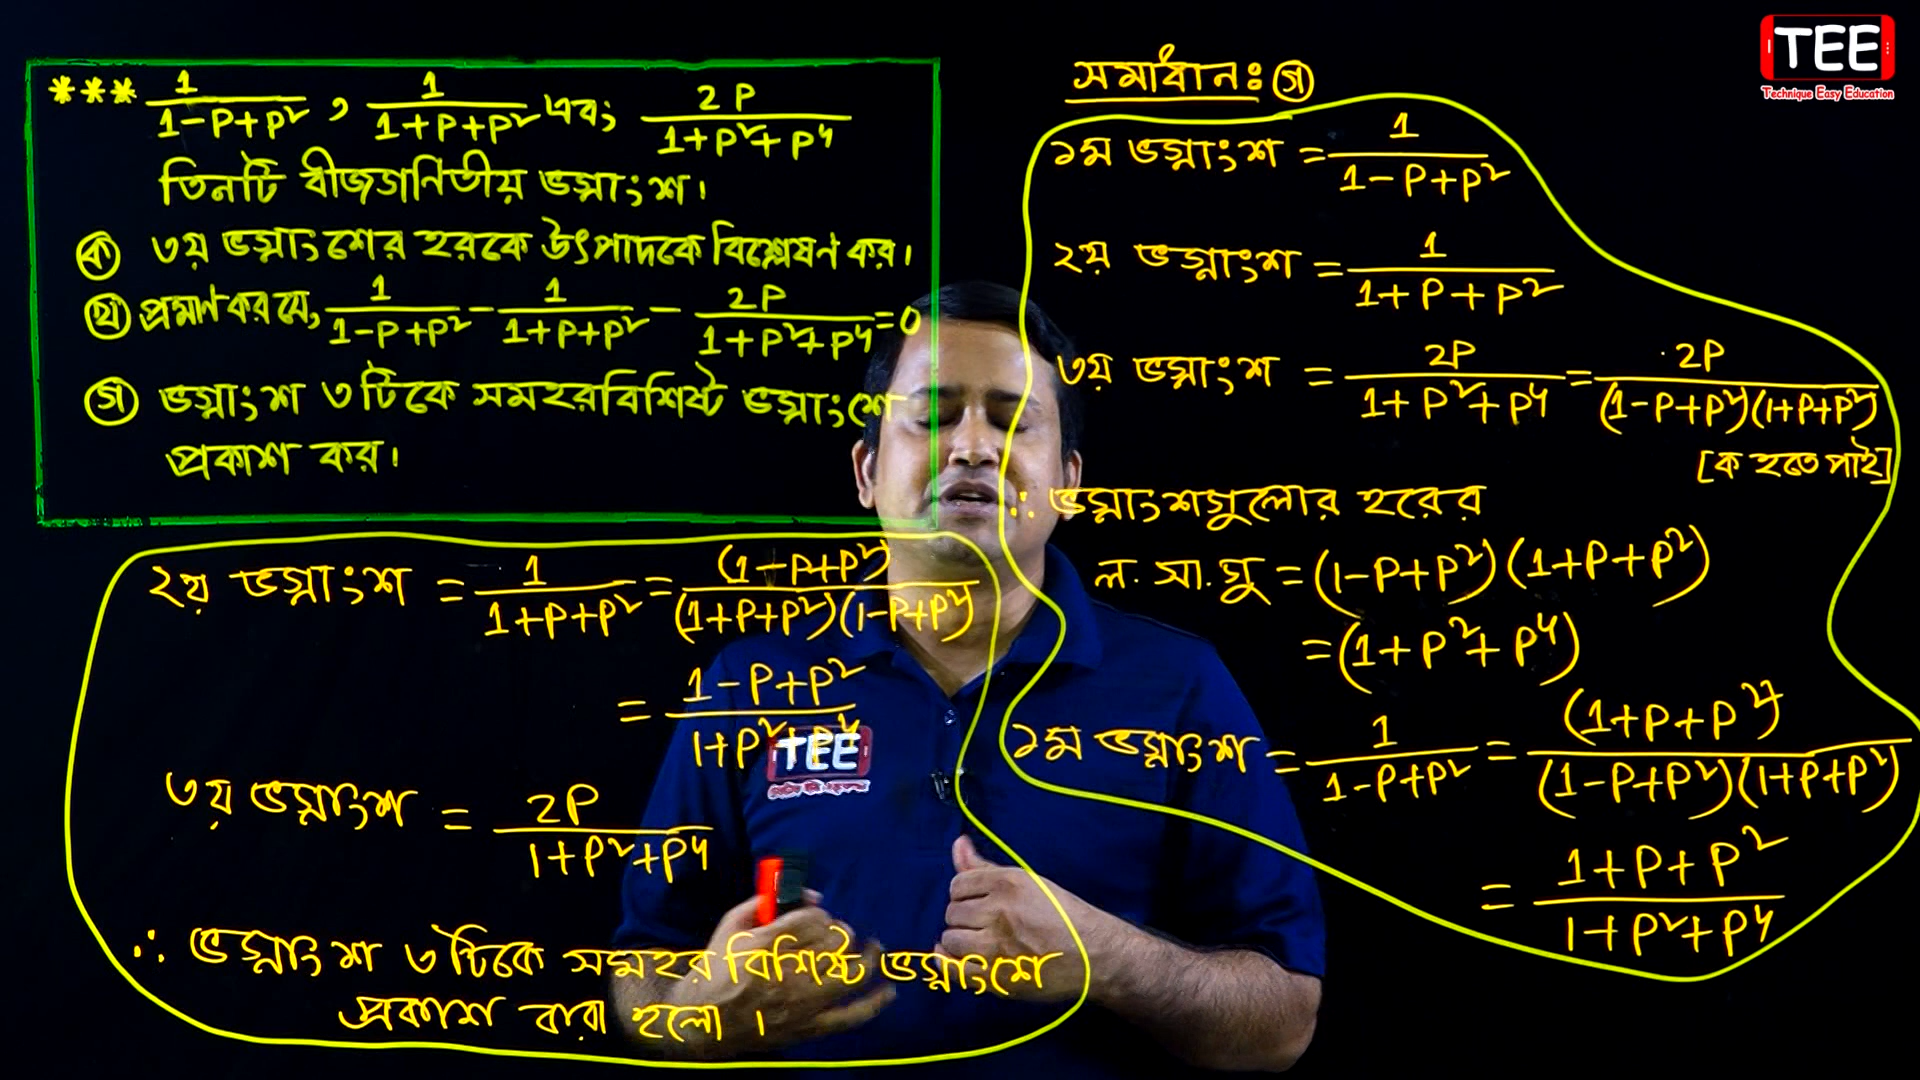 *** 1/(1-P+P²) , 1/(1+P+P²) এবং 2P/(1+P²+P⁴)
তিনটি বীজগানিতীয় ভগ্নাংশ।
ক ৩য় ভগ্নাংশের হরকে উৎপাদকে বিশ্লেষন কর।
খ প্রমাণ কর যে, 1/(1-P+P²) - 1/(1+P+P²) - 2P/(1+P²+P⁴) = 0
গ ভগ্নাংশ ৩টিকে সমহরবিশিষ্ট ভগ্নাংশে
প্রকাশ কর।
সমাধান: গ
১ম ভগ্নাংশ = 1/(1-P+P²)
২য় ভগ্নাংশ = 1/(1+P+P²)
৩য় ভগ্নাংশ = 2P/(1+P²+P⁴) = 2P/((1-P+P²)(1+P+P²))
[ক হতে পাই]
∴ ভগ্নাংশগুলোর হরের
ল. সা. গু = (1-P+P²)(1+P+P²)
= (1+P²+P⁴)
১ম ভগ্নাংশ = 1/(1-P+P²) = (1+P+P²)/((1-P+P²)(1+P+P²))
= (1+P+P²)/(1+P²+P⁴)
২য় ভগ্নাংশ = 1/(1+P+P²) = (1-P+P²)/((1+P+P²)(1-P+P²))
= (1-P+P²)/(1+P²+P⁴)
৩য় ভগ্নাংশ = 2P/(1+P²+P⁴)
∴ ভগ্নাংশ ৩টিকে সমহরবিশিষ্ট ভগ্নাংশে
প্রকাশ করা হলো।
TEE
Technique Easy Education
TEE